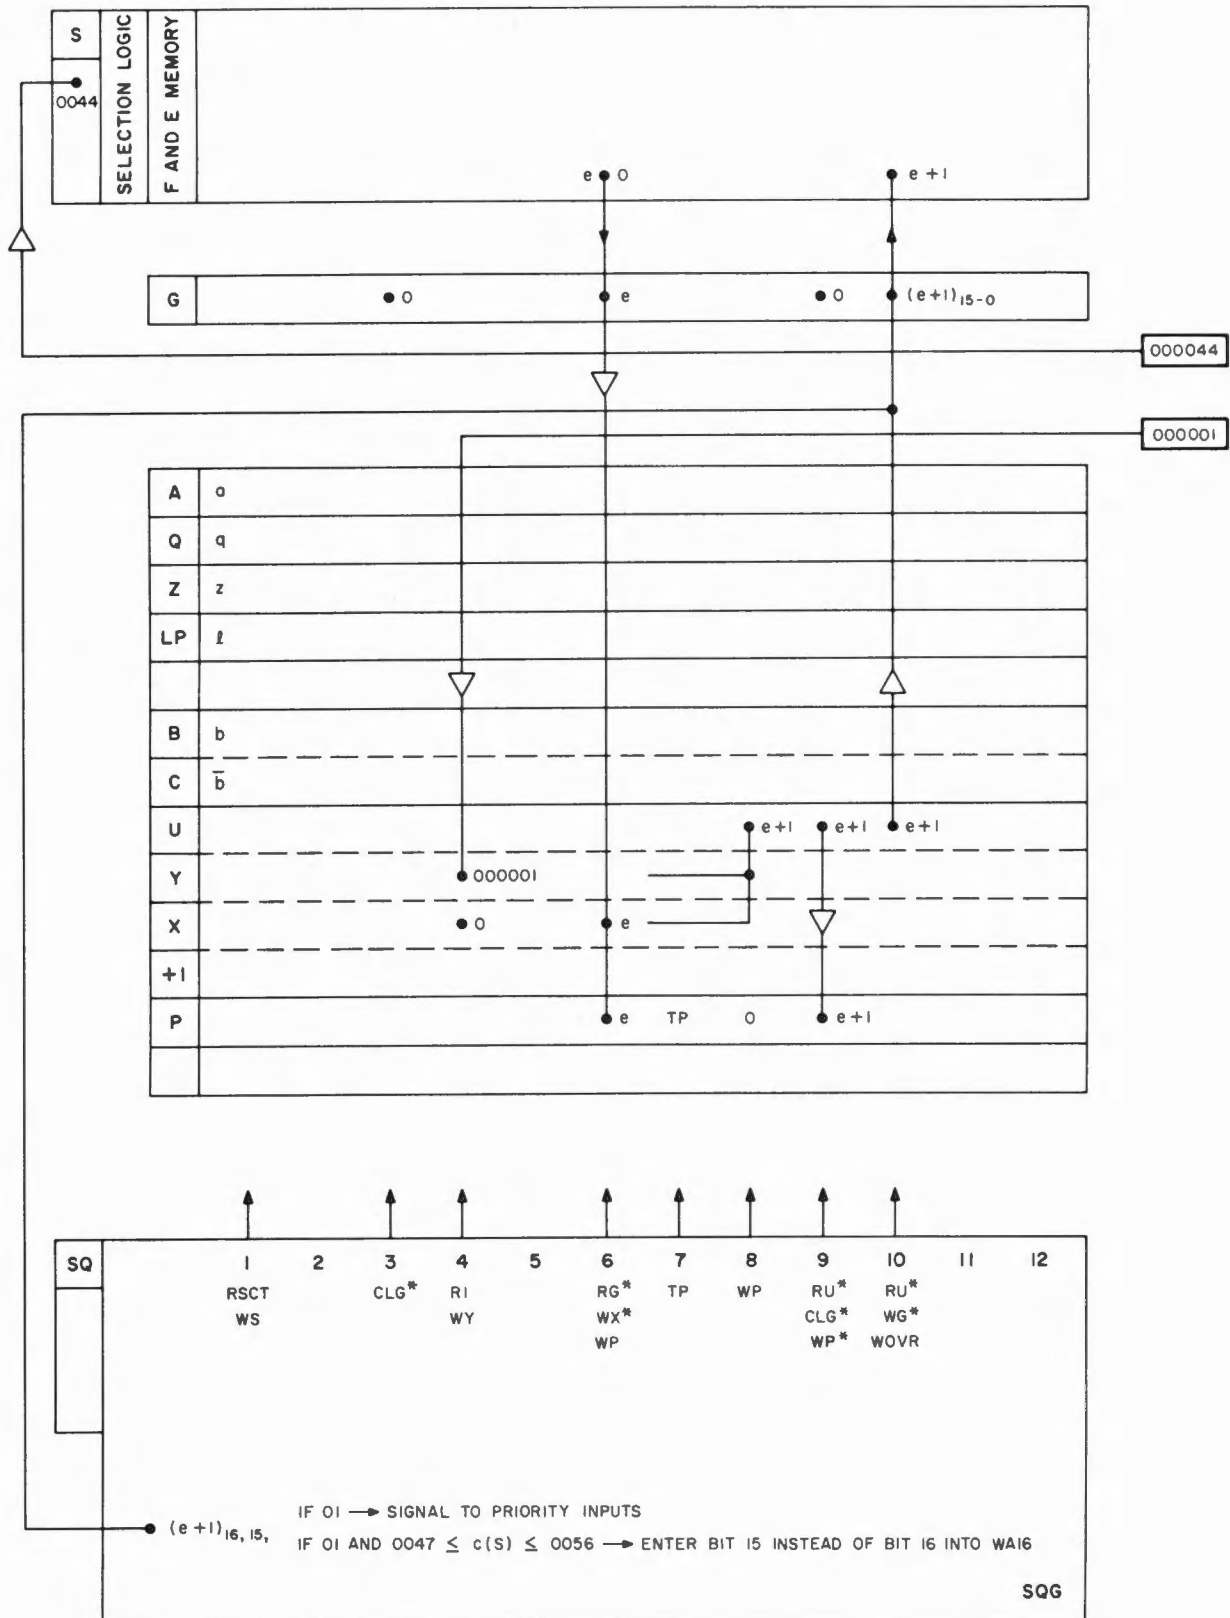 S
SELECTION LOGIC
F AND E MEMORY
0044
e 0
e+1
G
0
e
0
(e+1)15-0
000044
000001
A a
Q q
Z z
LP ℓ
B b
C b̅
U e+1 e+1 e+1
Y 000001
X 0 e
+1
P e TP 0 e+1
SQ 1 2 3 4 5 6 7 8 9 10 11 12
RSCT CLG* RI RG* TP WP RU* RU*
WS WY WX* CLG* WG*
WP WP* WOVR
IF 01 → SIGNAL TO PRIORITY INPUTS
(e+1)16, 15,
IF 01 AND 0047 ≤ c(S) ≤ 0056 → ENTER BIT 15 INSTEAD OF BIT 16 INTO WA16
SQG